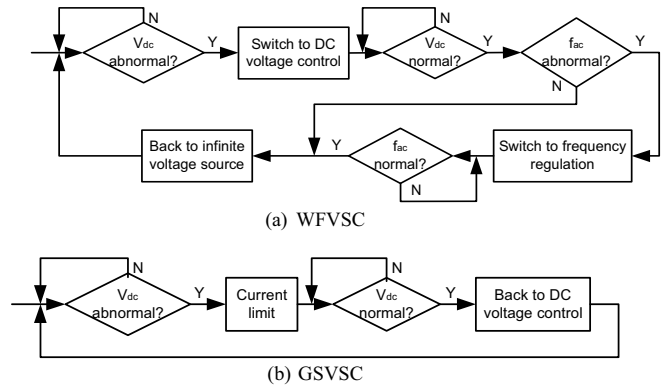 N
Vdc
abnormal?
Y
Switch to DC
voltage control
N
Vdc
normal?
Y
fac
abnormal?
Y
N
Back to infinite
voltage source
Y
fac
normal?
N
Switch to frequency
regulation
(a) WFVSC
N
Vdc
abnormal?
Y
Current
limit
N
Vdc
normal?
Y
Back to DC
voltage control
(b) GSVSC